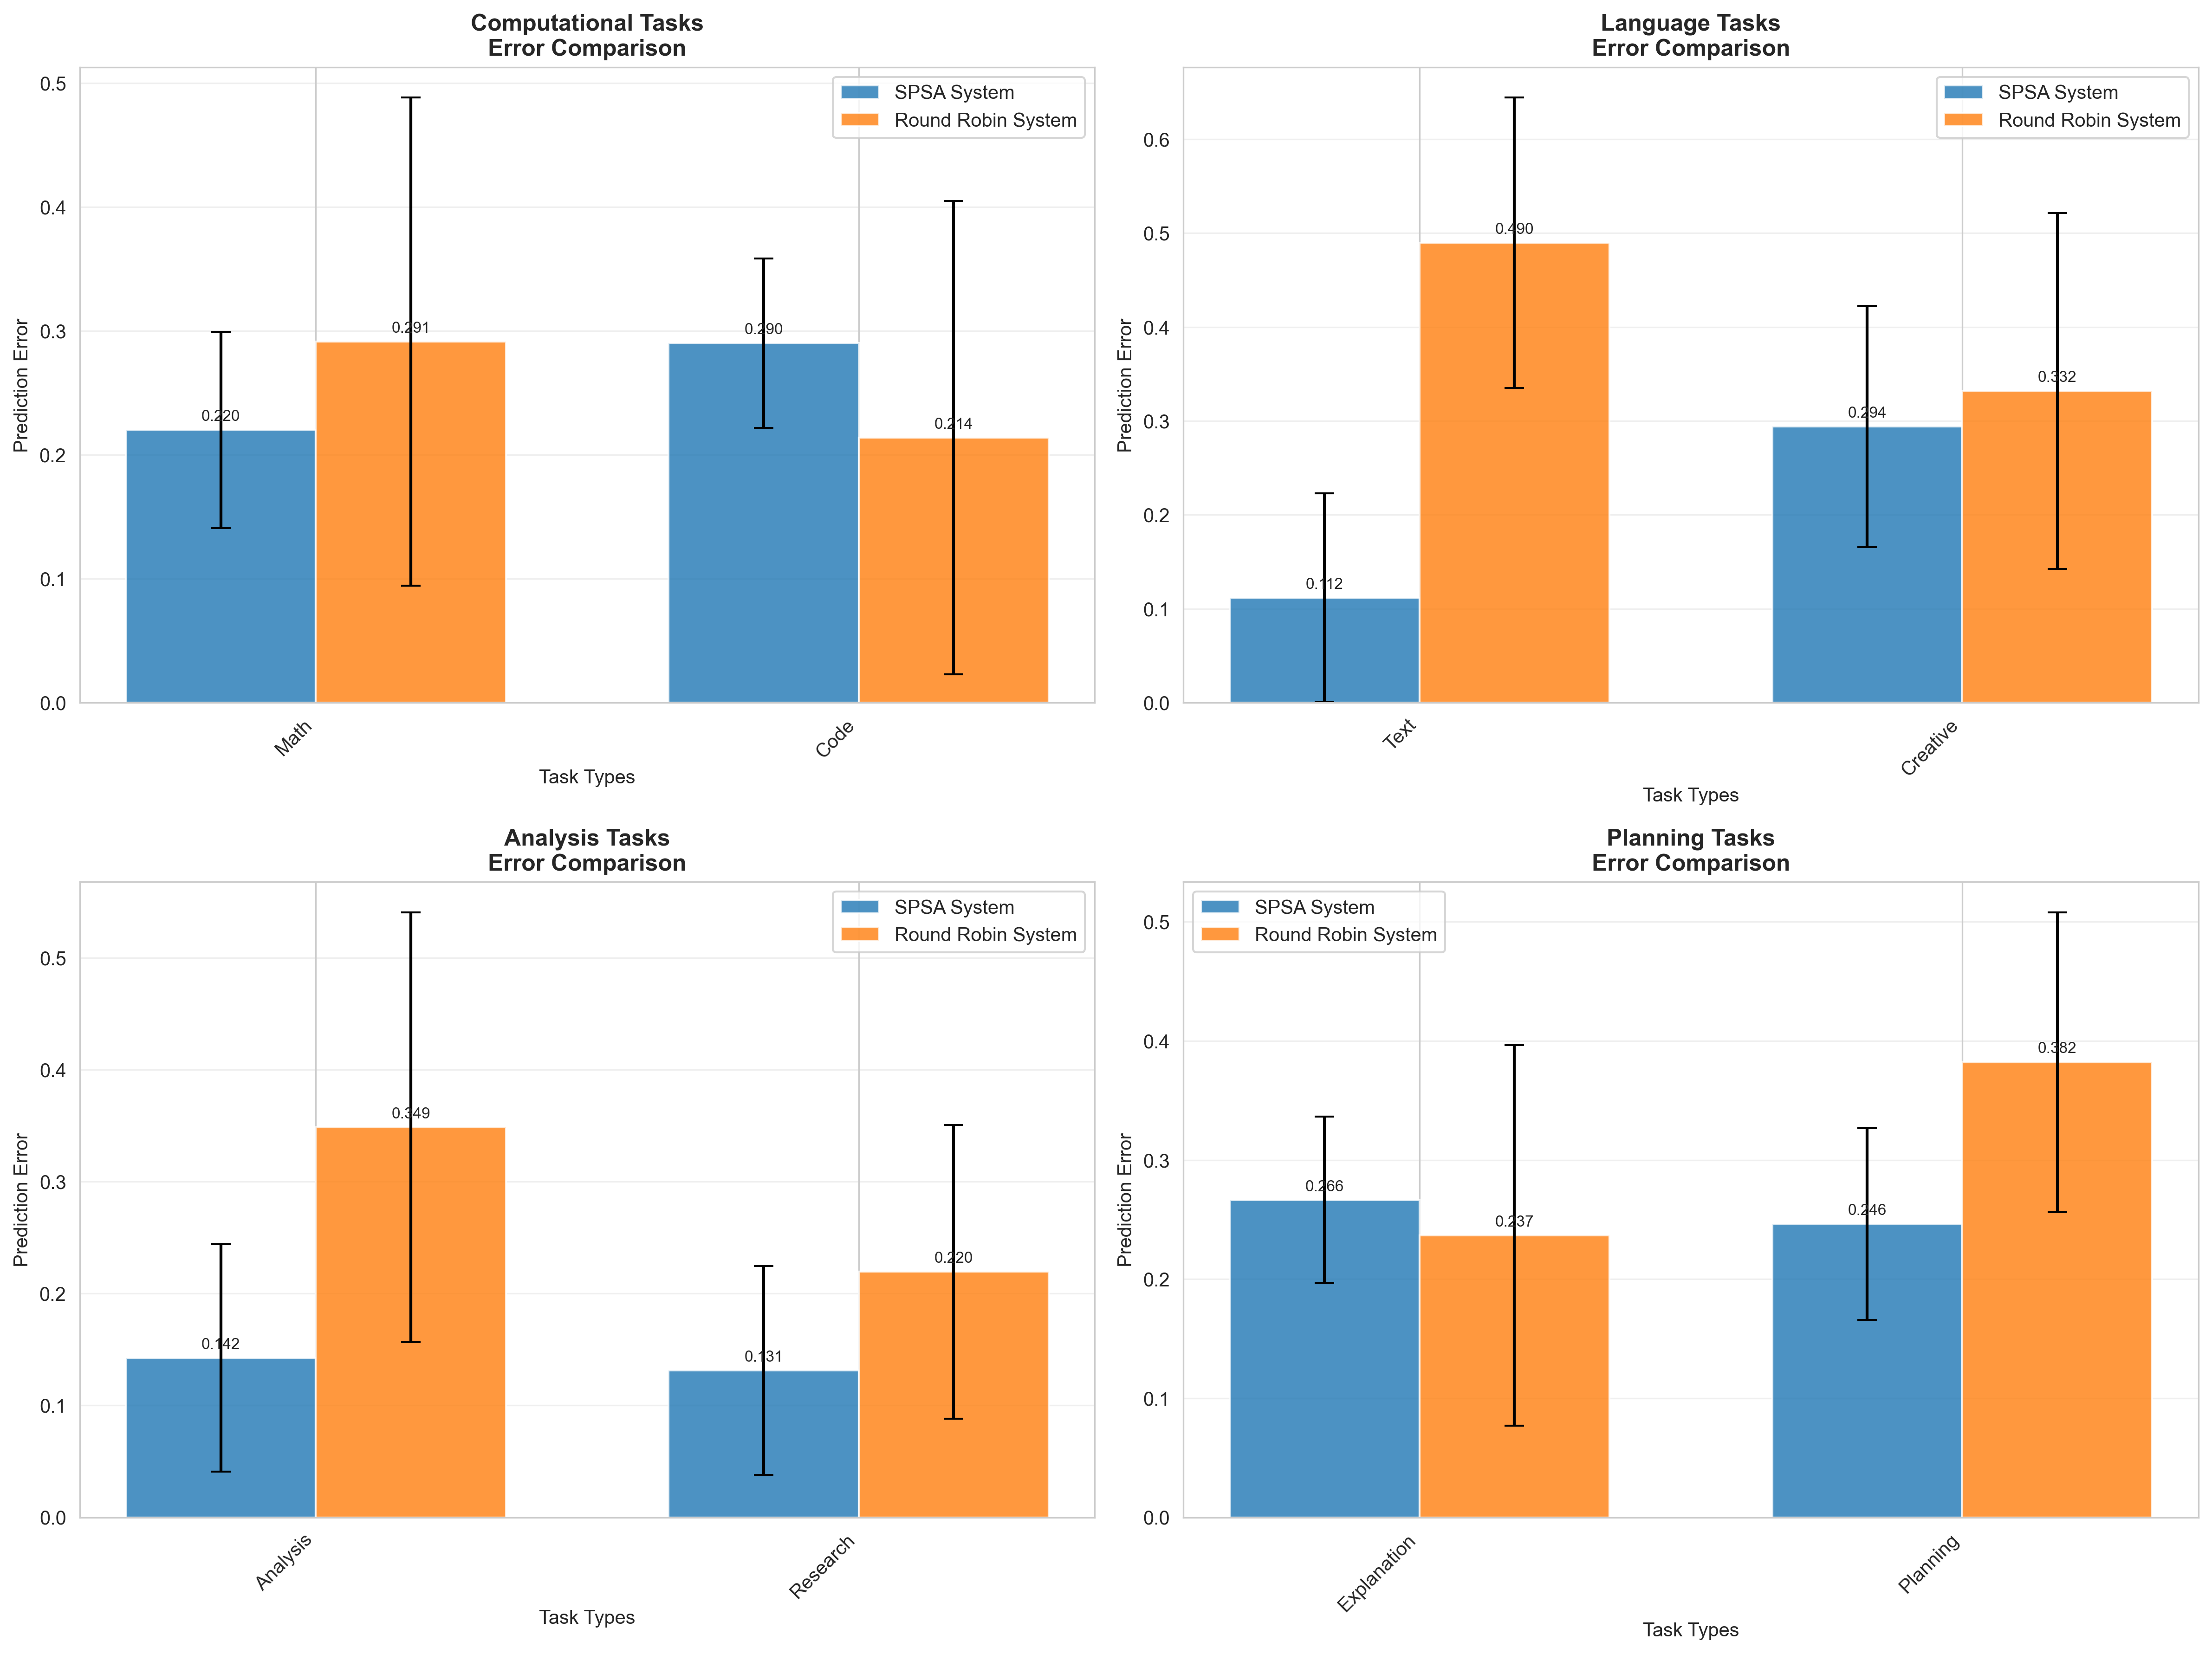 Computational Tasks
Error Comparison
0.5
0.4
0.3
0.2
0.1
0.0
Prediction Error
SPSA System
Round Robin System
0.220
0.291
0.290
0.214
Math
Code
Task Types
Language Tasks
Error Comparison
0.6
0.5
0.4
0.3
0.2
0.1
0.0
Prediction Error
SPSA System
Round Robin System
0.112
0.490
0.294
0.332
Text
Creative
Task Types
Analysis Tasks
Error Comparison
0.5
0.4
0.3
0.2
0.1
0.0
Prediction Error
SPSA System
Round Robin System
0.142
0.349
0.131
0.220
Analysis
Research
Task Types
Planning Tasks
Error Comparison
0.5
0.4
0.3
0.2
0.1
0.0
Prediction Error
SPSA System
Round Robin System
0.266
0.237
0.246
0.382
Explanation
Planning
Task Types